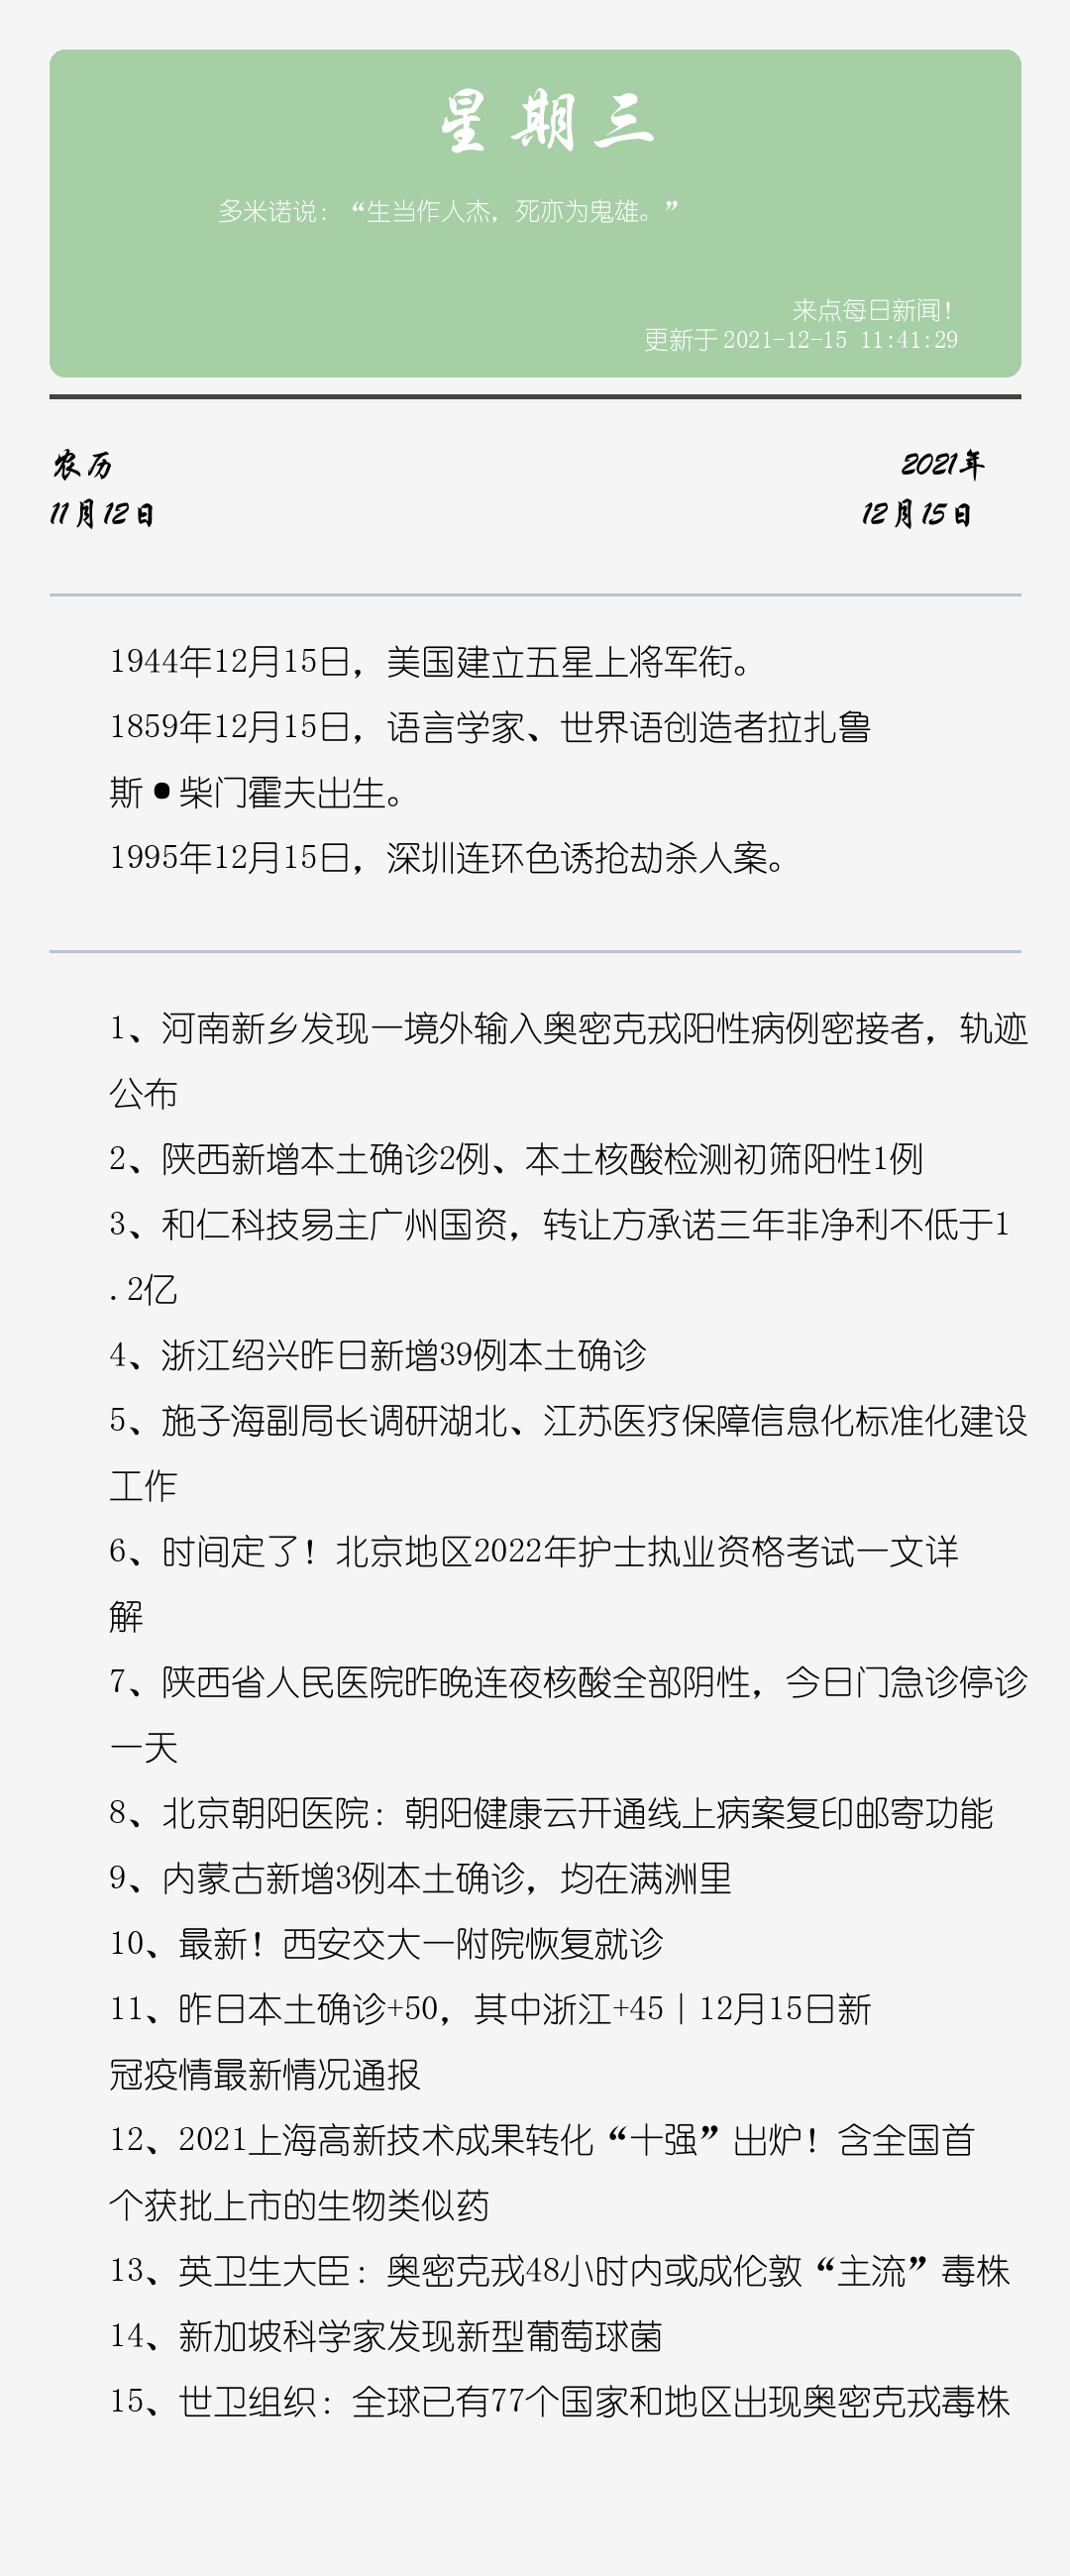 星期三
多米诺说：“生当作人杰，死亦为鬼雄。”
来点每日新闻！
更新于 2021-12-15 11:41:29
农历
2021年
11月12日
12月15日
1944年12月15日，美国建立五星上将军衔。
1859年12月15日，语言学家、世界语创造者拉扎鲁
斯•柴门霍夫出生。
1995年12月15日，深圳连环色诱抢劫杀人案。
1、河南新乡发现一境外输入奥密克戎阳性病例密接者，轨迹
公布
2、陕西新增本土确诊2例、本土核酸检测初筛阳性1例
3、和仁科技易主广州国资，转让方承诺三年非净利不低于1
.2亿
4、浙江绍兴昨日新增39例本土确诊
5、施子海副局长调研湖北、江苏医疗保障信息化标准化建设
工作
6、时间定了！北京地区2022年护士执业资格考试一文详
解
7、陕西省人民医院昨晚连夜核酸全部阴性，今日门急诊停诊
一天
8、北京朝阳医院：朝阳健康云开通线上病案复印邮寄功能
9、内蒙古新增3例本土确诊，均在满洲里
10、最新！西安交大一附院恢复就诊
11、昨日本土确诊+50，其中浙江+45｜12月15日新
冠疫情最新情况通报
12、2021上海高新技术成果转化“十强”出炉！含全国首
个获批上市的生物类似药
13、英卫生大臣：奥密克戎48小时内或成伦敦“主流”毒株
14、新加坡科学家发现新型葡萄球菌
15、世卫组织：全球已有77个国家和地区出现奥密克戎毒株